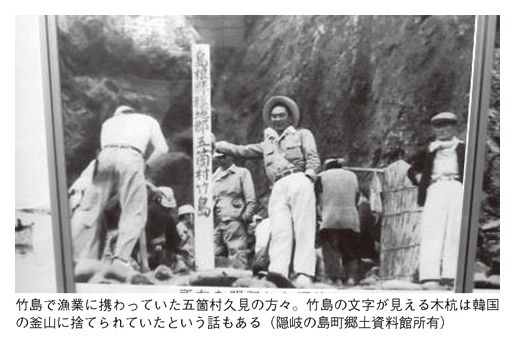 島根縣穏地郡五箇村竹島
竹島で漁業に携わっていた五箇村久見の方々。竹島の文字が見える木杭は韓国
の釜山に捨てられていたという話もある（隠岐の島町郷土資料館所有）